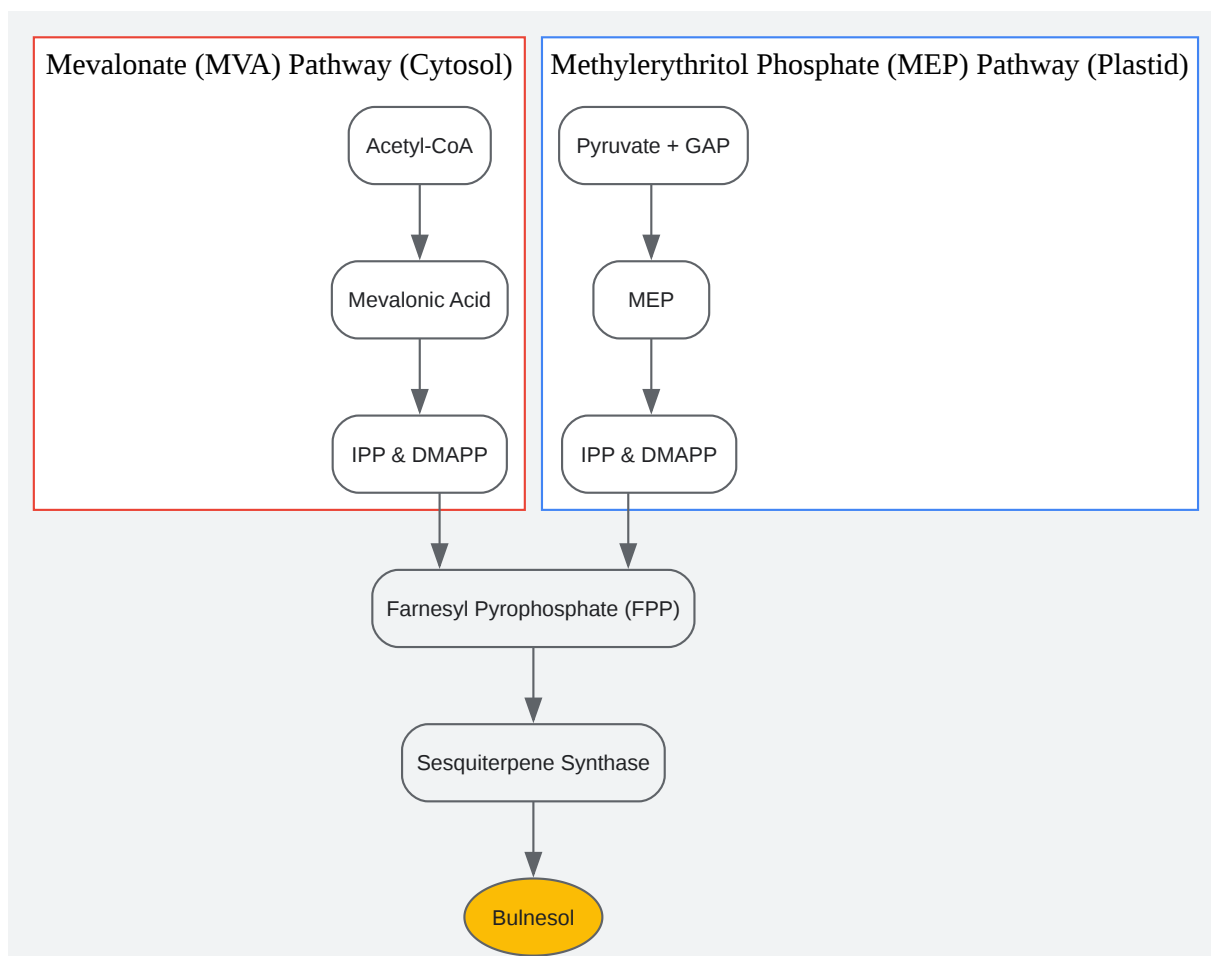 Mevalonate (MVA) Pathway (Cytosol)
Acetyl-CoA
Mevalonic Acid
IPP & DMAPP
Methylerythritol Phosphate (MEP) Pathway (Plastid)
Pyruvate + GAP
MEP
IPP & DMAPP
Farnesyl Pyrophosphate (FPP)
Sesquiterpene Synthase
Bulnesol